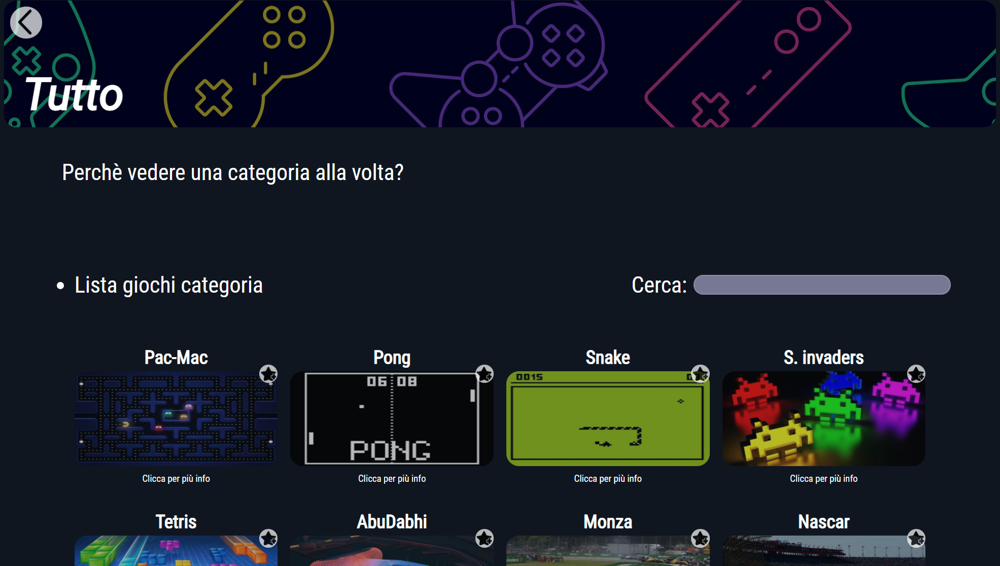 Tutto
Perchè vedere una categoria alla volta?
Lista giochi categoria
Cerca:
Pac-Mac
Pong
Snake
S. invaders
06 08
PONG
0015
Clicca per più info
Clicca per più info
Clicca per più info
Clicca per più info
Tetris
AbuDabhi
Monza
Nascar